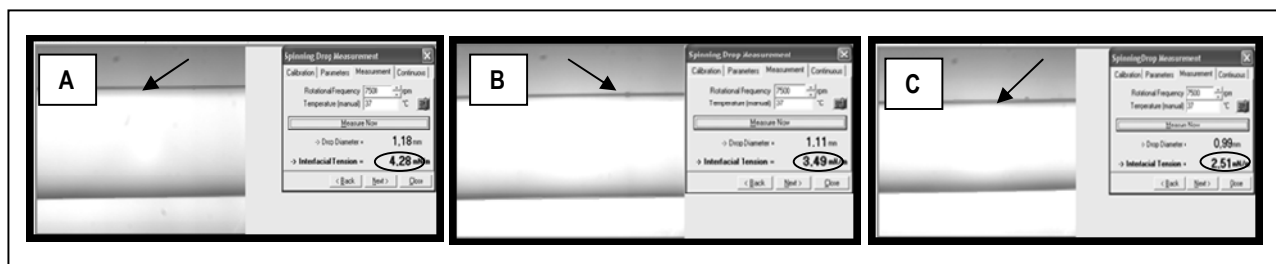 A
Spinning Drop Measurement
Calibration | Parameters | Measurement | Continuous
Rotational Frequency 7500 rpm
Temperature (manual) 37 °C
Measure Now
-> Drop Diameter = 1,18 mm
-> Interfacial Tension = 4,28 mN/m
< Back Next > Close
B
Spinning Drop Measurement
Calibration | Parameters | Measurement | Continuous
Rotational Frequency 7500 rpm
Temperature (manual) 37 °C
Measure Now
-> Drop Diameter = 1,11 mm
-> Interfacial Tension = 3,49 mN/m
< Back Next > Close
C
Spinning Drop Measurement
Calibration | Parameters | Measurement | Continuous
Rotational Frequency 7500 rpm
Temperature (manual) 37 °C
Measure Now
-> Drop Diameter = 0,99 mm
-> Interfacial Tension = 2,51 mN/m
< Back Next > Close